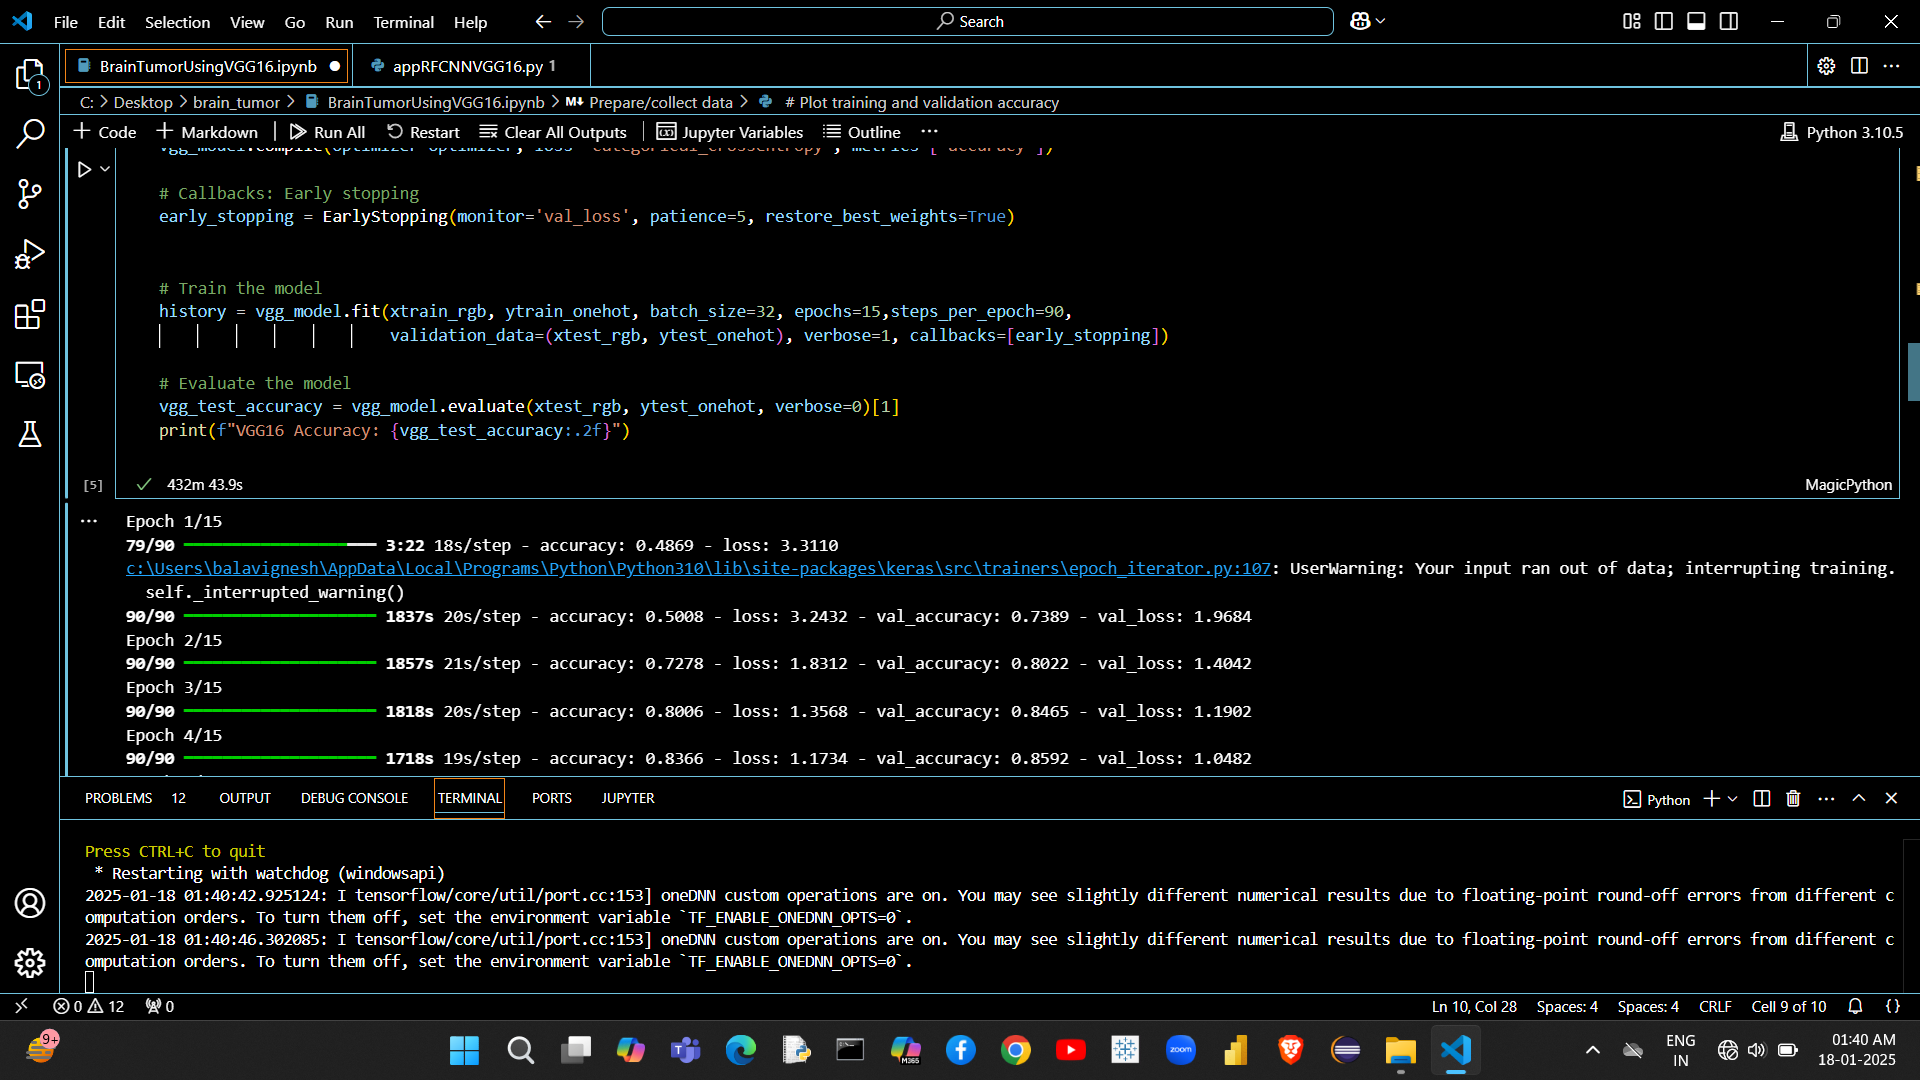 File Edit Selection View Go Run Terminal Help
Search
BrainTumorUsingVGG16.ipynb
appRFCNNVGG16.py 1
1
C: > Desktop > brain_tumor > BrainTumorUsingVGG16.ipynb > M↓ Prepare/collect data > # Plot training and validation accuracy
+ Code + Markdown Run All Restart Clear All Outputs Jupyter Variables Outline ...
Python 3.10.5
# Callbacks: Early stopping
early_stopping = EarlyStopping(monitor='val_loss', patience=5, restore_best_weights=True)
# Train the model
history = vgg_model.fit(xtrain_rgb, ytrain_onehot, batch_size=32, epochs=15,steps_per_epoch=90,
validation_data=(xtest_rgb, ytest_onehot), verbose=1, callbacks=[early_stopping])
# Evaluate the model
vgg_test_accuracy = vgg_model.evaluate(xtest_rgb, ytest_onehot, verbose=0)[1]
print(f"VGG16 Accuracy: {vgg_test_accuracy:.2f}")
[5] 432m 43.9s
MagicPython
Epoch 1/15
79/90 3:22 18s/step - accuracy: 0.4869 - loss: 3.3110
c:\Users\balavignesh\AppData\Local\Programs\Python\Python310\lib\site-packages\keras\src\trainers\epoch_iterator.py:107: UserWarning: Your input ran out of data; interrupting training.
self._interrupted_warning()
90/90 1837s 20s/step - accuracy: 0.5008 - loss: 3.2432 - val_accuracy: 0.7389 - val_loss: 1.9684
Epoch 2/15
90/90 1857s 21s/step - accuracy: 0.7278 - loss: 1.8312 - val_accuracy: 0.8022 - val_loss: 1.4042
Epoch 3/15
90/90 1818s 20s/step - accuracy: 0.8006 - loss: 1.3568 - val_accuracy: 0.8465 - val_loss: 1.1902
Epoch 4/15
90/90 1718s 19s/step - accuracy: 0.8366 - loss: 1.1734 - val_accuracy: 0.8592 - val_loss: 1.0482
PROBLEMS 12 OUTPUT DEBUG CONSOLE TERMINAL PORTS JUPYTER
Python
Press CTRL+C to quit
* Restarting with watchdog (windowsapi)
2025-01-18 01:40:42.925124: I tensorflow/core/util/port.cc:153] oneDNN custom operations are on. You may see slightly different numerical results due to floating-point round-off errors from different c
omputation orders. To turn them off, set the environment variable `TF_ENABLE_ONEDNN_OPTS=0`.
2025-01-18 01:40:46.302085: I tensorflow/core/util/port.cc:153] oneDNN custom operations are on. You may see slightly different numerical results due to floating-point round-off errors from different c
omputation orders. To turn them off, set the environment variable `TF_ENABLE_ONEDNN_OPTS=0`.
0 12 0
Ln 10, Col 28 Spaces: 4 Spaces: 4 CRLF Cell 9 of 10 {}
9+
M365
zoom
ENG
IN
01:40 AM
18-01-2025